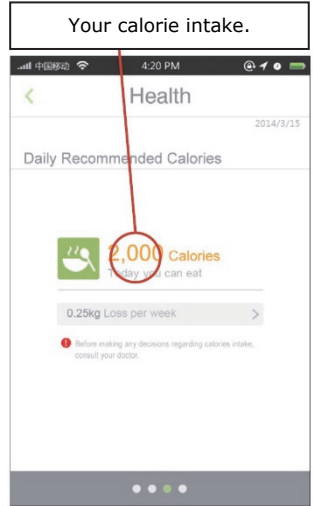 Your calorie intake.
中国移动 4:20 PM
Health
2014/3/15
Daily Recommended Calories
2,000 Calories
Today you can eat
0.25kg Loss per week
Before making any decisions regarding calories intake,
consult your doctor.